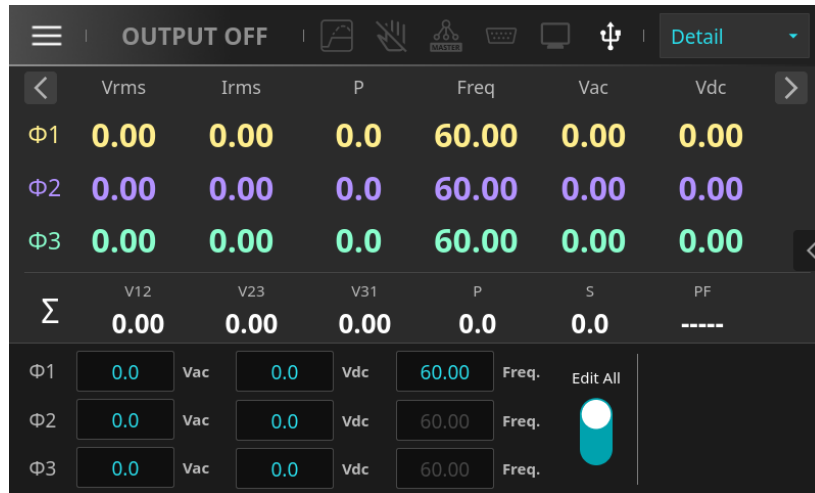 OUTPUT OFF MASTER Detail
Vrms Irms P Freq Vac Vdc
Φ1 0.00 0.00 0.0 60.00 0.00 0.00
Φ2 0.00 0.00 0.0 60.00 0.00 0.00
Φ3 0.00 0.00 0.0 60.00 0.00 0.00
V12 V23 V31 P S PF
Σ 0.00 0.00 0.00 0.0 0.0 -----
Φ1 0.0 Vac 0.0 Vdc 60.00 Freq. Edit All
Φ2 0.0 Vac 0.0 Vdc 60.00 Freq.
Φ3 0.0 Vac 0.0 Vdc 60.00 Freq.